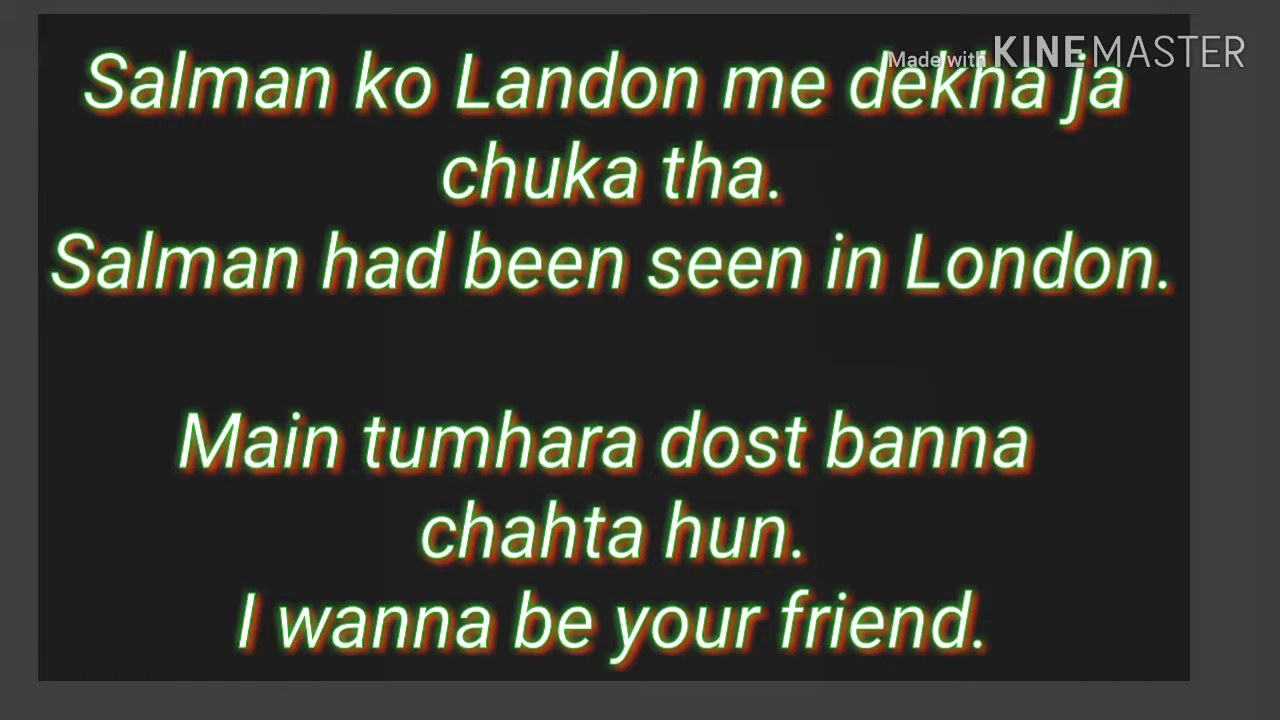 Made with KINEMASTER
Salman ko Landon me dekha ja
chuka tha.
Salman had been seen in London.
Main tumhara dost banna
chahta hun.
I wanna be your friend.